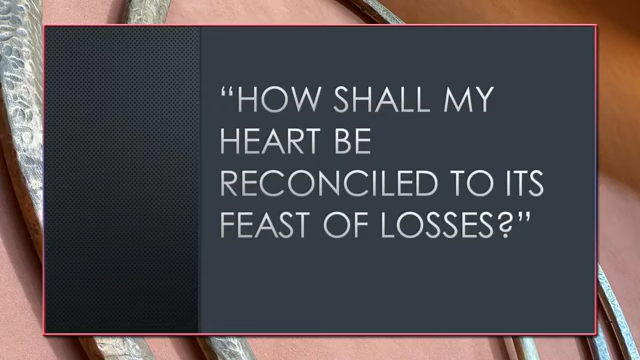 “HOW SHALL MY
HEART BE
RECONCILED TO ITS
FEAST OF LOSSES?”